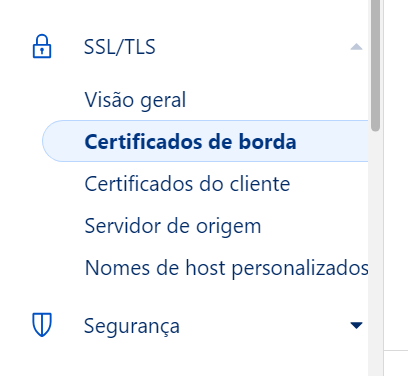 SSL/TLS
Visão geral
Certificados de borda
Certificados do cliente
Servidor de origem
Nomes de host personalizados
Segurança